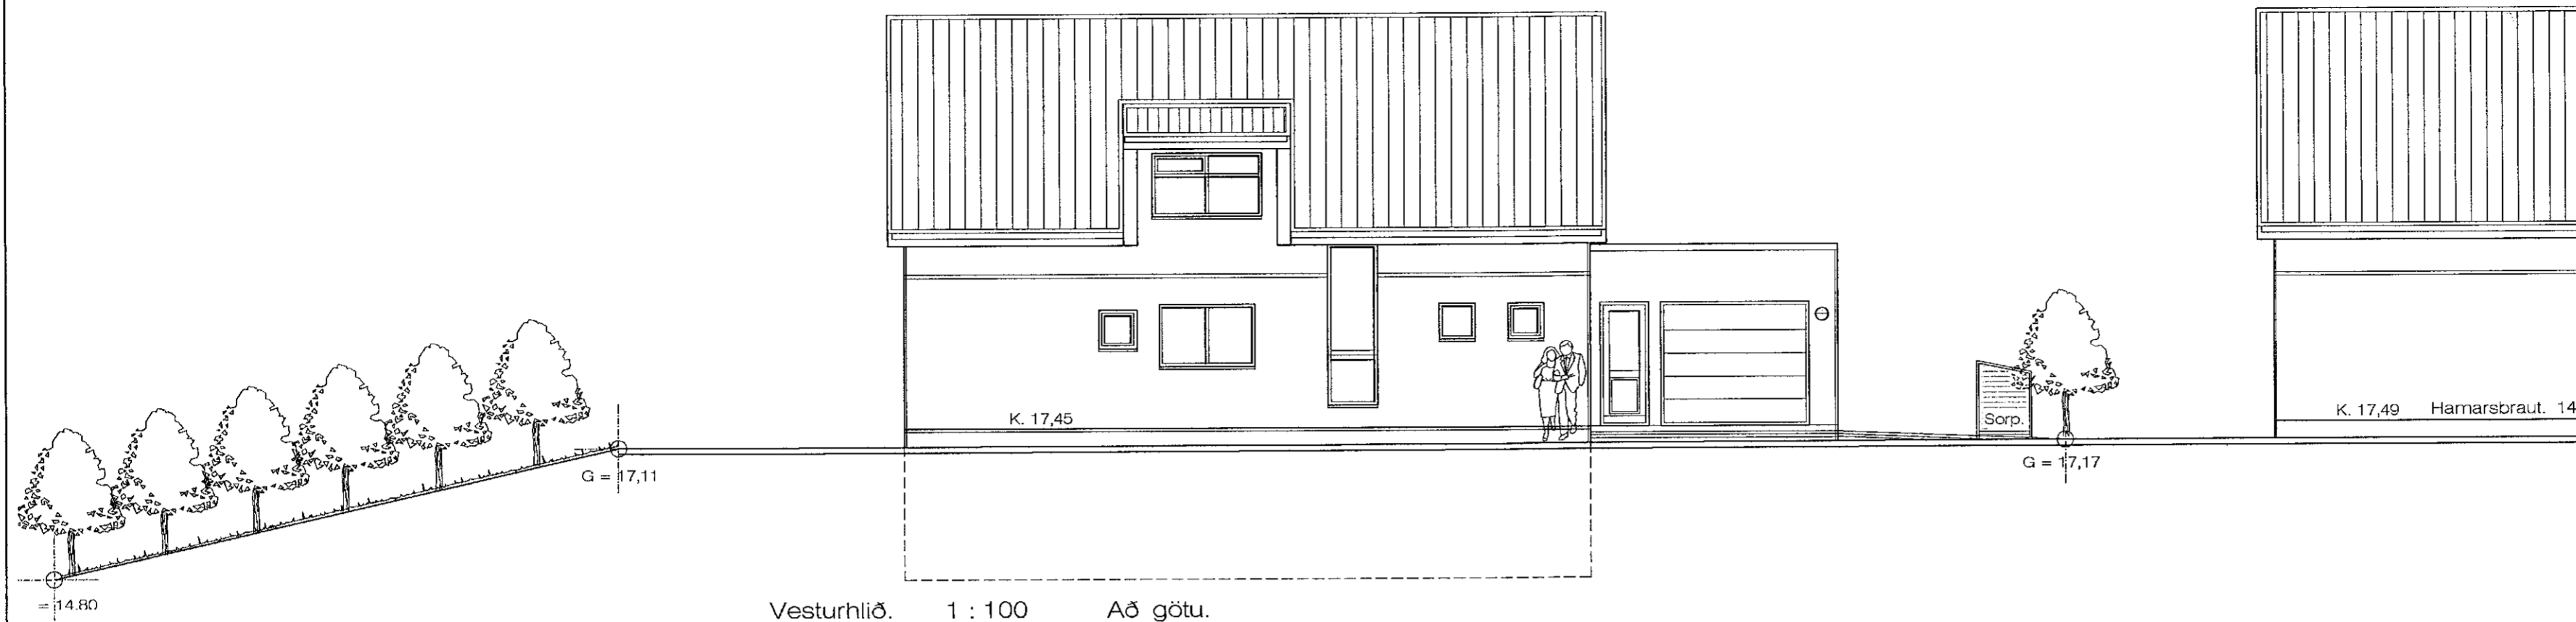 K. 17,45
Sorp.
K. 17,49 Hamarsbraut. 14
G = 17,11
G = 17,17
= 14.80
Vesturhlið. 1 : 100 Að götu.